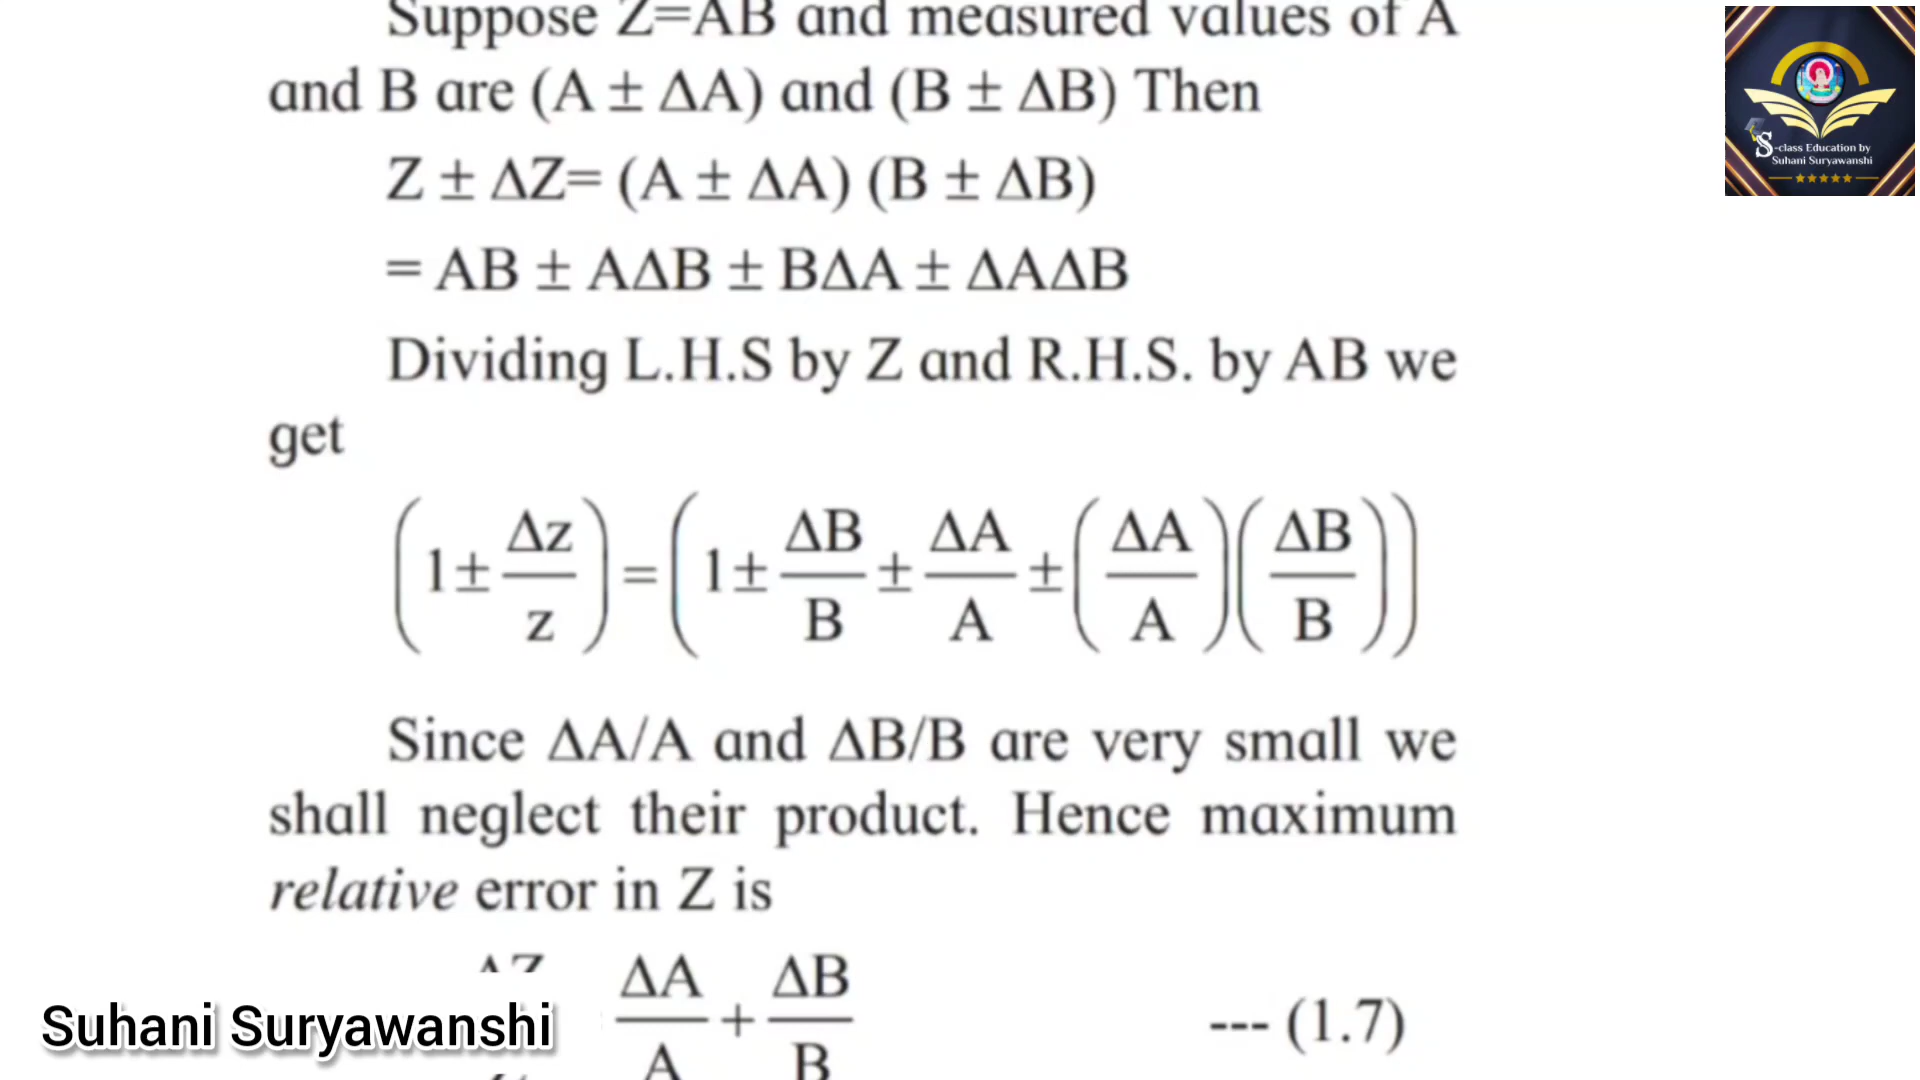 Suppose Z=AB and measured values of A
and B are (A ± ΔA) and (B ± ΔB) Then
Z ± ΔZ= (A ± ΔA) (B ± ΔB)
= AB ± AΔB ± BΔA ± ΔAΔB
Dividing L.H.S by Z and R.H.S. by AB we
get
(1± Δz/z) = (1± ΔB/B ± ΔA/A ± (ΔA/A)(ΔB/B))
Since ΔA/A and ΔB/B are very small we
shall neglect their product. Hence maximum
relative error in Z is
ΔA/A + ΔB/B --- (1.7)
Suhani Suryawanshi
S-class Education by
Suhani Suryawanshi